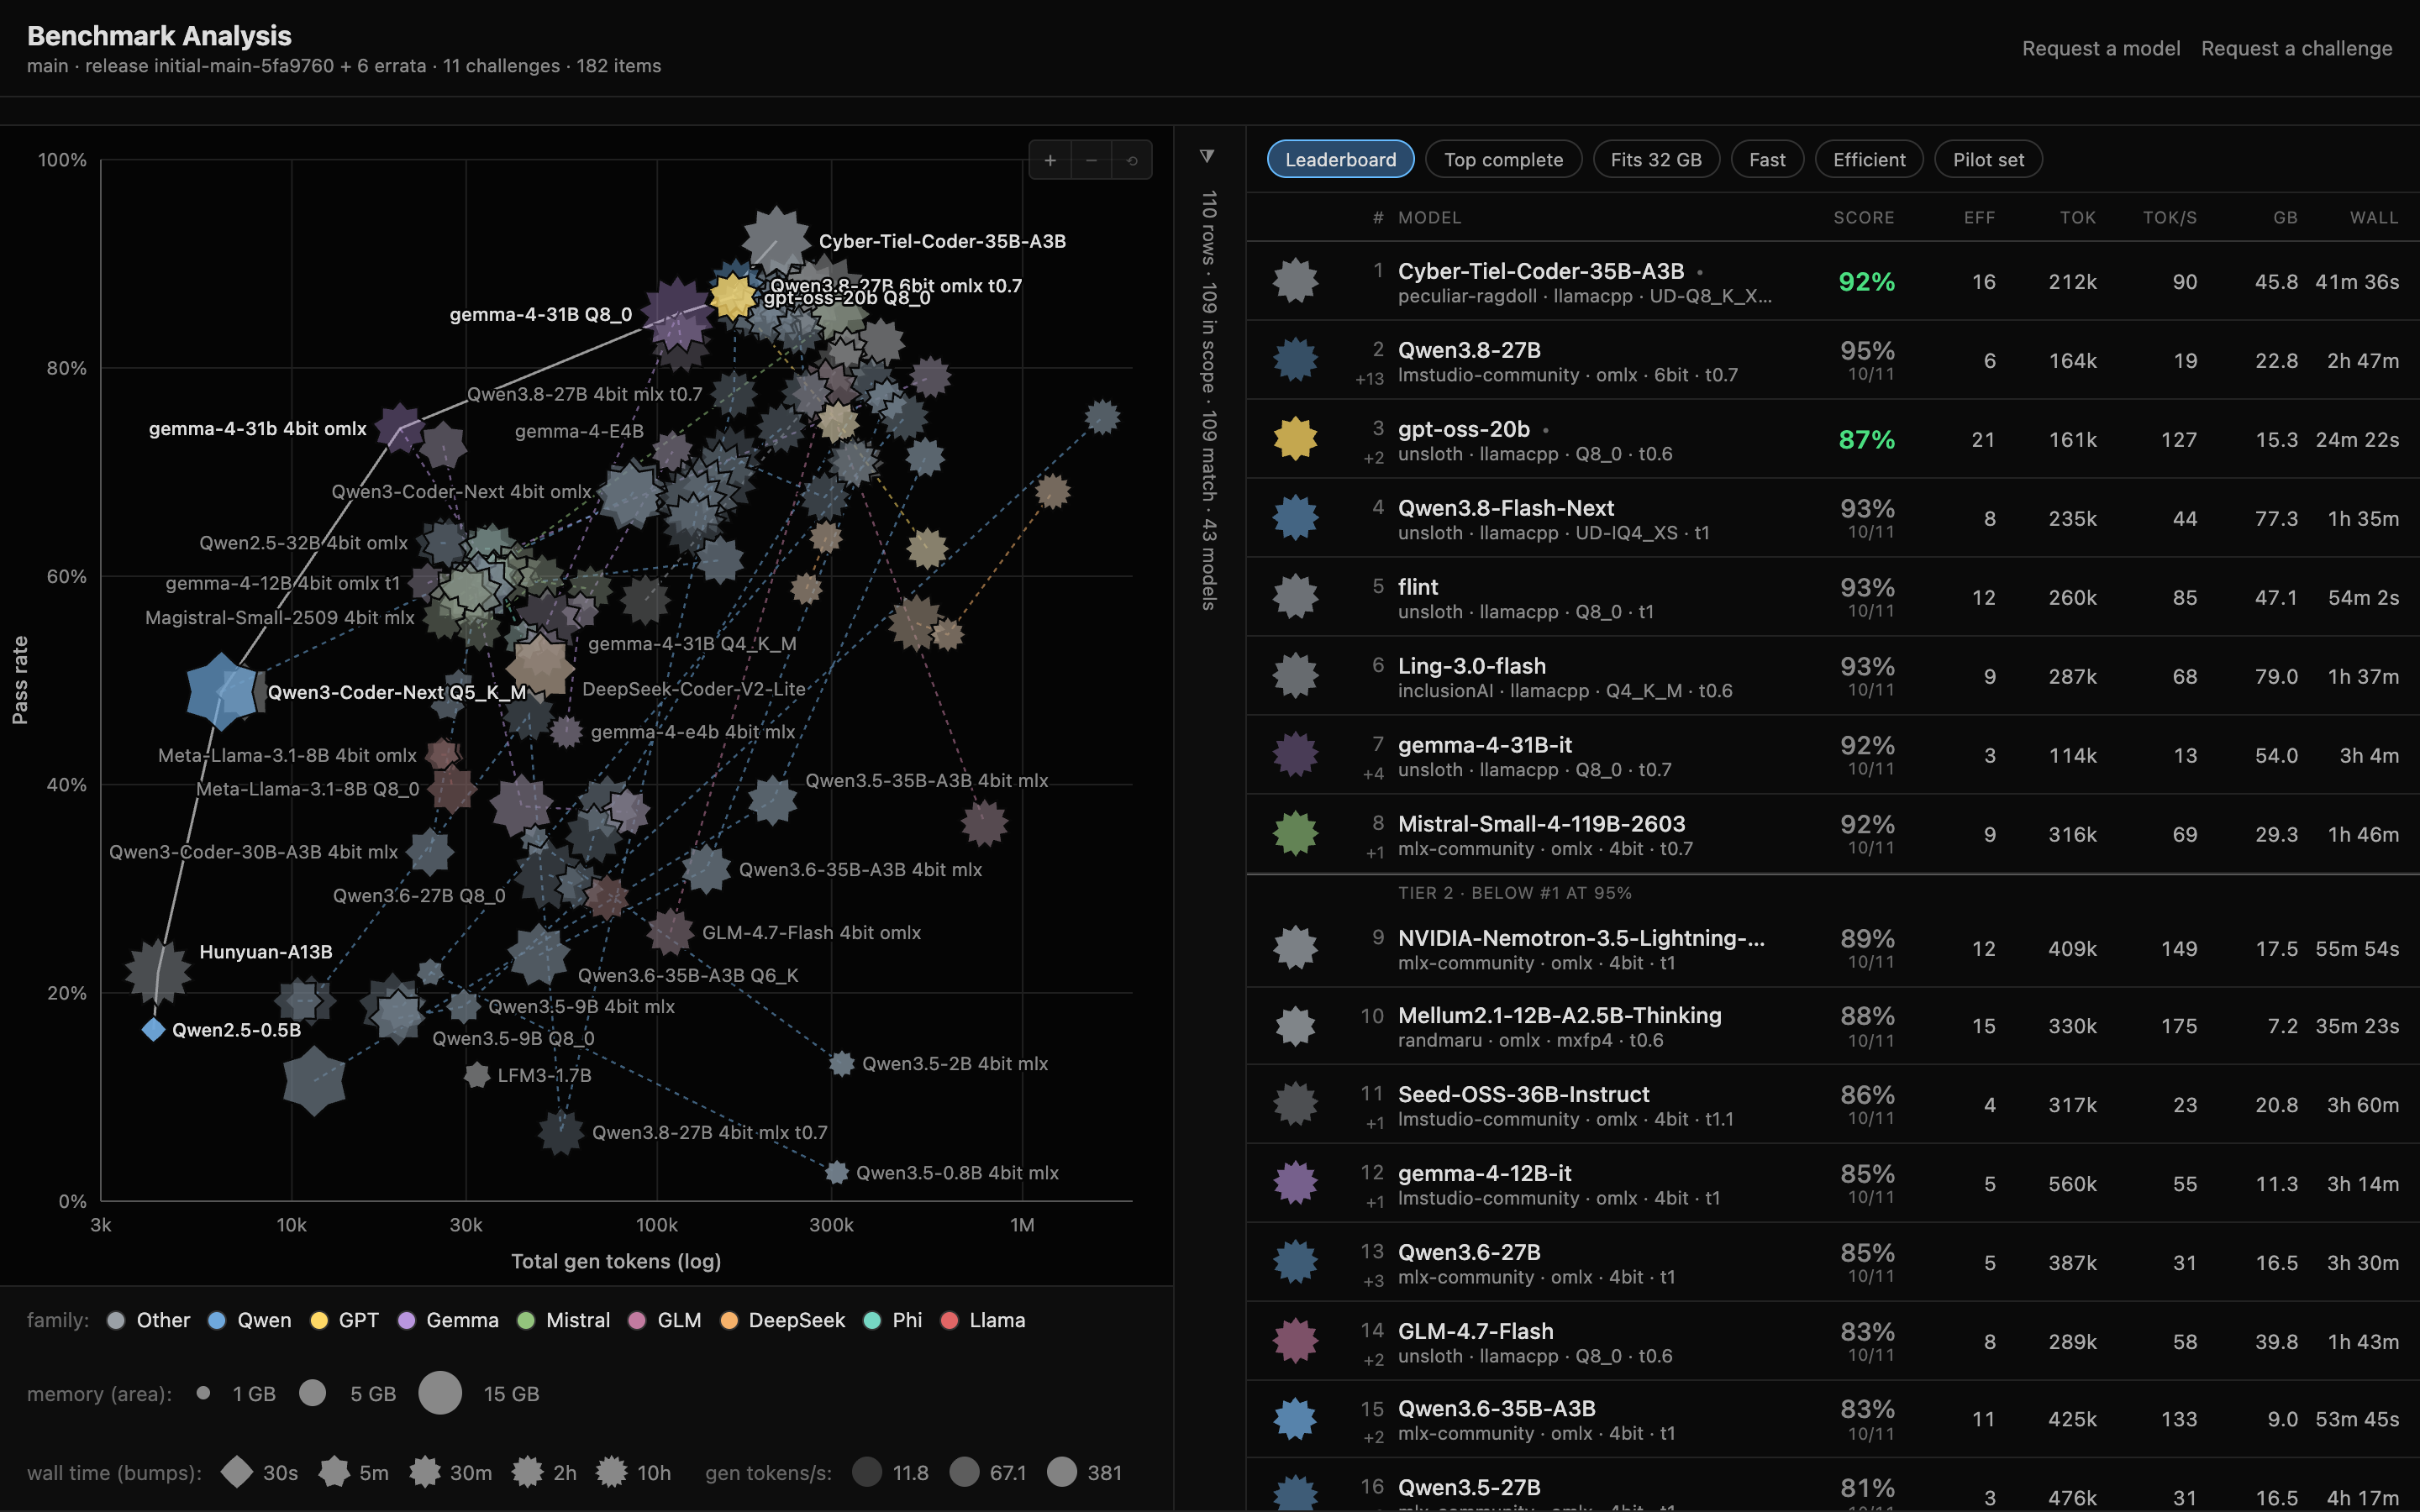 Benchmark Analysis
main · release initial-main-5fa9760 + 6 errata · 11 challenges · 182 items
Request a model
Request a challenge
100%
80%
60%
40%
20%
0%
Pass rate
3k
10k
30k
100k
300k
1M
Total gen tokens (log)
+
−
Cyber-Tiel-Coder-35B-A3B
Qwen3.8-27B 6bit omlx t0.7
gpt-oss-20b Q8_0
gemma-4-31B Q8_0
Qwen3.8-27B 4bit mlx t0.7
gemma-4-31b 4bit omlx
gemma-4-E4B
Qwen3-Coder-Next 4bit omlx
Qwen2.5-32B 4bit omlx
gemma-4-12B 4bit omlx t1
Magistral-Small-2509 4bit mlx
gemma-4-31B Q4_K_M
Qwen3-Coder-Next Q5_K_M
DeepSeek-Coder-V2-Lite
gemma-4-e4b 4bit mlx
Meta-Llama-3.1-8B 4bit omlx
Qwen3.5-35B-A3B 4bit mlx
Meta-Llama-3.1-8B Q8_0
Qwen3-Coder-30B-A3B 4bit mlx
Qwen3.6-35B-A3B 4bit mlx
Qwen3.6-27B Q8_0
GLM-4.7-Flash 4bit omlx
Hunyuan-A13B
Qwen3.6-35B-A3B Q6_K
Qwen3.5-9B 4bit mlx
Qwen2.5-0.5B
Qwen3.5-9B Q8_0
Qwen3.5-2B 4bit mlx
LFM3-1.7B
Qwen3.8-27B 4bit mlx t0.7
Qwen3.5-0.8B 4bit mlx
family: Other Qwen GPT Gemma Mistral GLM DeepSeek Phi Llama
memory (area): 1 GB 5 GB 15 GB
wall time (bumps): 30s 5m 30m 2h 10h gen tokens/s: 11.8 67.1 381
110 rows · 109 in scope · 109 match · 43 models
Leaderboard Top complete Fits 32 GB Fast Efficient Pilot set
# MODEL SCORE EFF TOK TOK/S GB WALL
1 Cyber-Tiel-Coder-35B-A3B • 92% 16 212k 90 45.8 41m 36s
peculiar-ragdoll · llamacpp · UD-Q8_K_X...
2 Qwen3.8-27B 95% 6 164k 19 22.8 2h 47m
+13 lmstudio-community · omlx · 6bit · t0.7 10/11
3 gpt-oss-20b • 87% 21 161k 127 15.3 24m 22s
+2 unsloth · llamacpp · Q8_0 · t0.6
4 Qwen3.8-Flash-Next 93% 8 235k 44 77.3 1h 35m
unsloth · llamacpp · UD-IQ4_XS · t1 10/11
5 flint 93% 12 260k 85 47.1 54m 2s
unsloth · llamacpp · Q8_0 · t1 10/11
6 Ling-3.0-flash 93% 9 287k 68 79.0 1h 37m
inclusionAI · llamacpp · Q4_K_M · t0.6 10/11
7 gemma-4-31B-it 92% 3 114k 13 54.0 3h 4m
+4 unsloth · llamacpp · Q8_0 · t0.7 10/11
8 Mistral-Small-4-119B-2603 92% 9 316k 69 29.3 1h 46m
+1 mlx-community · omlx · 4bit · t0.7 10/11
TIER 2 · BELOW #1 AT 95%
9 NVIDIA-Nemotron-3.5-Lightning-... 89% 12 409k 149 17.5 55m 54s
mlx-community · omlx · 4bit · t1 10/11
10 Mellum2.1-12B-A2.5B-Thinking 88% 15 330k 175 7.2 35m 23s
randmaru · omlx · mxfp4 · t0.6 10/11
11 Seed-OSS-36B-Instruct 86% 4 317k 23 20.8 3h 60m
+1 lmstudio-community · omlx · 4bit · t1.1 10/11
12 gemma-4-12B-it 85% 5 560k 55 11.3 3h 14m
+1 lmstudio-community · omlx · 4bit · t1 10/11
13 Qwen3.6-27B 85% 5 387k 31 16.5 3h 30m
+3 mlx-community · omlx · 4bit · t1 10/11
14 GLM-4.7-Flash 83% 8 289k 58 39.8 1h 43m
+2 unsloth · llamacpp · Q8_0 · t0.6 10/11
15 Qwen3.6-35B-A3B 83% 11 425k 133 9.0 53m 45s
+2 mlx-community · omlx · 4bit · t1 10/11
16 Qwen3.5-27B 81% 3 476k 31 16.5 4h 17m